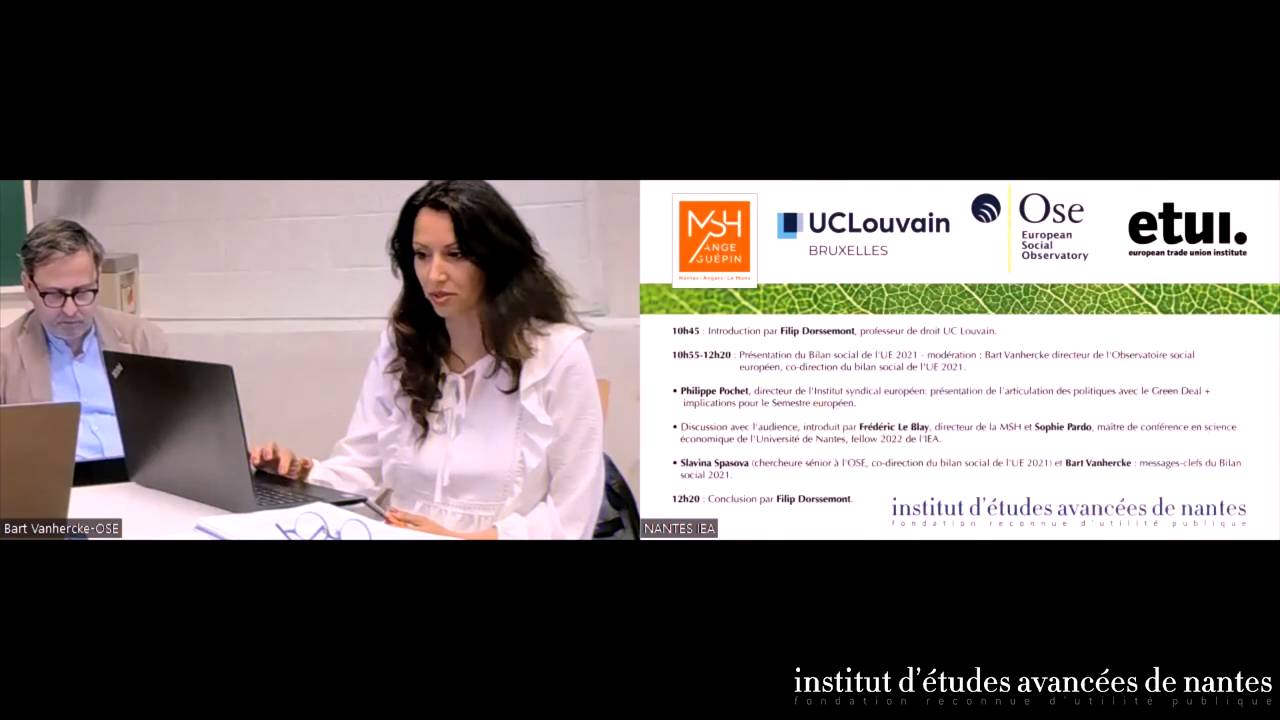 Bart Vanhercke-OSE
MSH
ANGE
GUÉPIN
Nantes · Angers · Le Mans
UCLouvain
BRUXELLES
Ose
European
Social
Observatory
etui.
european trade union institute
10h45 : Introduction par Filip Dorssemont, professeur de droit UC Louvain.
10h55-12h20 : Présentation du Bilan social de l'UE 2021 - modération : Bart Vanhercke directeur de l'Observatoire social
européen, co-direction du bilan social de l'UE 2021.
• Philippe Pochet, directeur de l'Institut syndical européen: présentation de l'articulation des politiques avec le Green Deal +
implications pour le Semestre européen.
• Discussion avec l'audience, introduit par Frédéric Le Blay, directeur de la MSH et Sophie Pardo, maître de conférence en science
économique de l'Université de Nantes, fellow 2022 de l'IEA.
• Slavina Spasova (chercheure sénior à l'OSE, co-direction du bilan social de l'UE 2021) et Bart Vanhercke : messages-clefs du Bilan
social 2021.
12h20 : Conclusion par Filip Dorssemont.
institut d'études avancées de nantes
fondation reconnue d'utilité publique
NANTES IEA
institut d'études avancées de nantes
fondation reconnue d'utilité publique